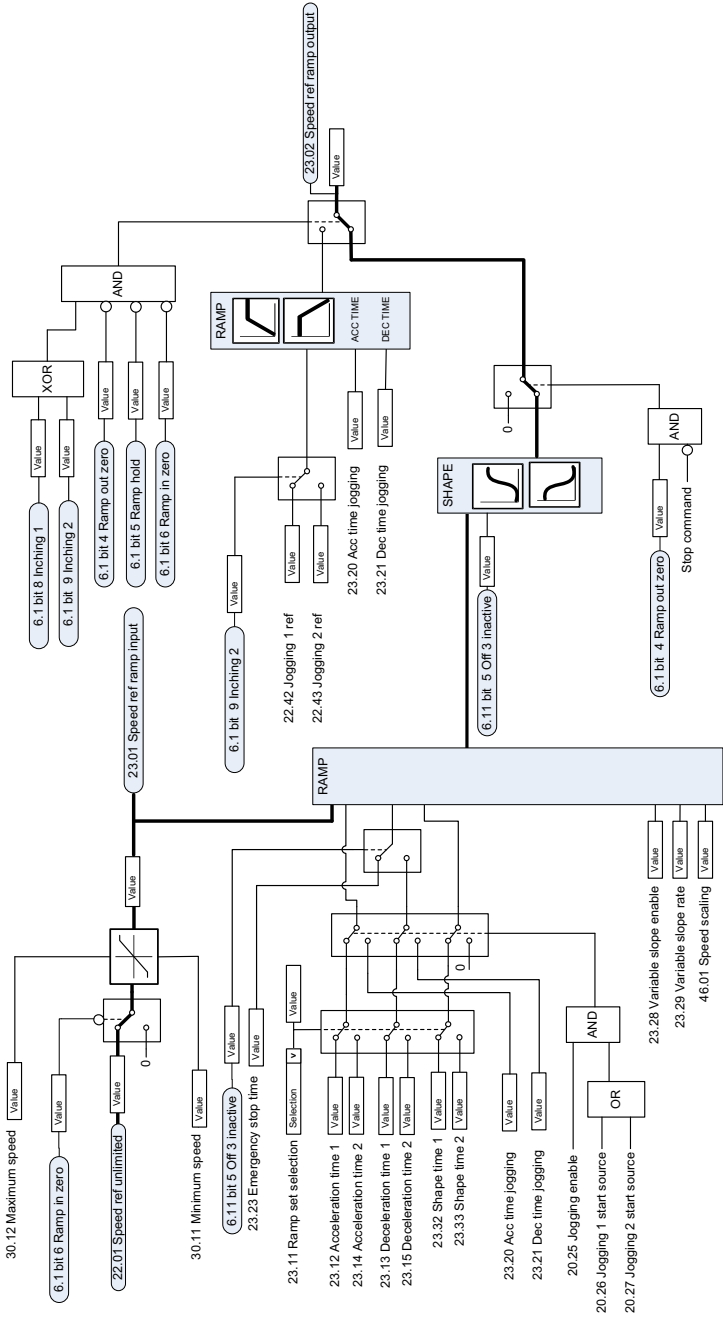 30.12 Maximum speed
Value
6.1 bit 6 Ramp in zero
Value
22.01 Speed ref unlimited
Value
0
30.11 Minimum speed
Value
Value
23.01 Speed ref ramp input
6.11 bit 5 Off 3 inactive
Value
23.23 Emergency stop time
Value
23.11 Ramp set selection
Selection
v
Value
23.12 Acceleration time 1
Value
23.14 Acceleration time 2
Value
23.13 Deceleration time 1
Value
23.15 Deceleration time 2
Value
23.32 Shape time 1
Value
23.33 Shape time 2
Value
0
23.20 Acc time jogging
Value
23.21 Dec time jogging
Value
20.25 Jogging enable
20.26 Jogging 1 start source
20.27 Jogging 2 start source
OR
AND
23.28 Variable slope enable
Value
23.29 Variable slope rate
Value
46.01 Speed scaling
Value
RAMP
6.1 bit 8 Inching 1
Value
6.1 bit 9 Inching 2
Value
XOR
6.1 bit 4 Ramp out zero
Value
6.1 bit 5 Ramp hold
Value
6.1 bit 6 Ramp in zero
Value
AND
6.1 bit 9 Inching 2
Value
22.42 Jogging 1 ref
Value
22.43 Jogging 2 ref
Value
23.20 Acc time jogging
Value
23.21 Dec time jogging
Value
RAMP
ACC TIME
DEC TIME
6.11 bit 5 Off 3 inactive
Value
SHAPE
0
6.1 bit 4 Ramp out zero
Value
Stop command
AND
Value
23.02 Speed ref ramp output